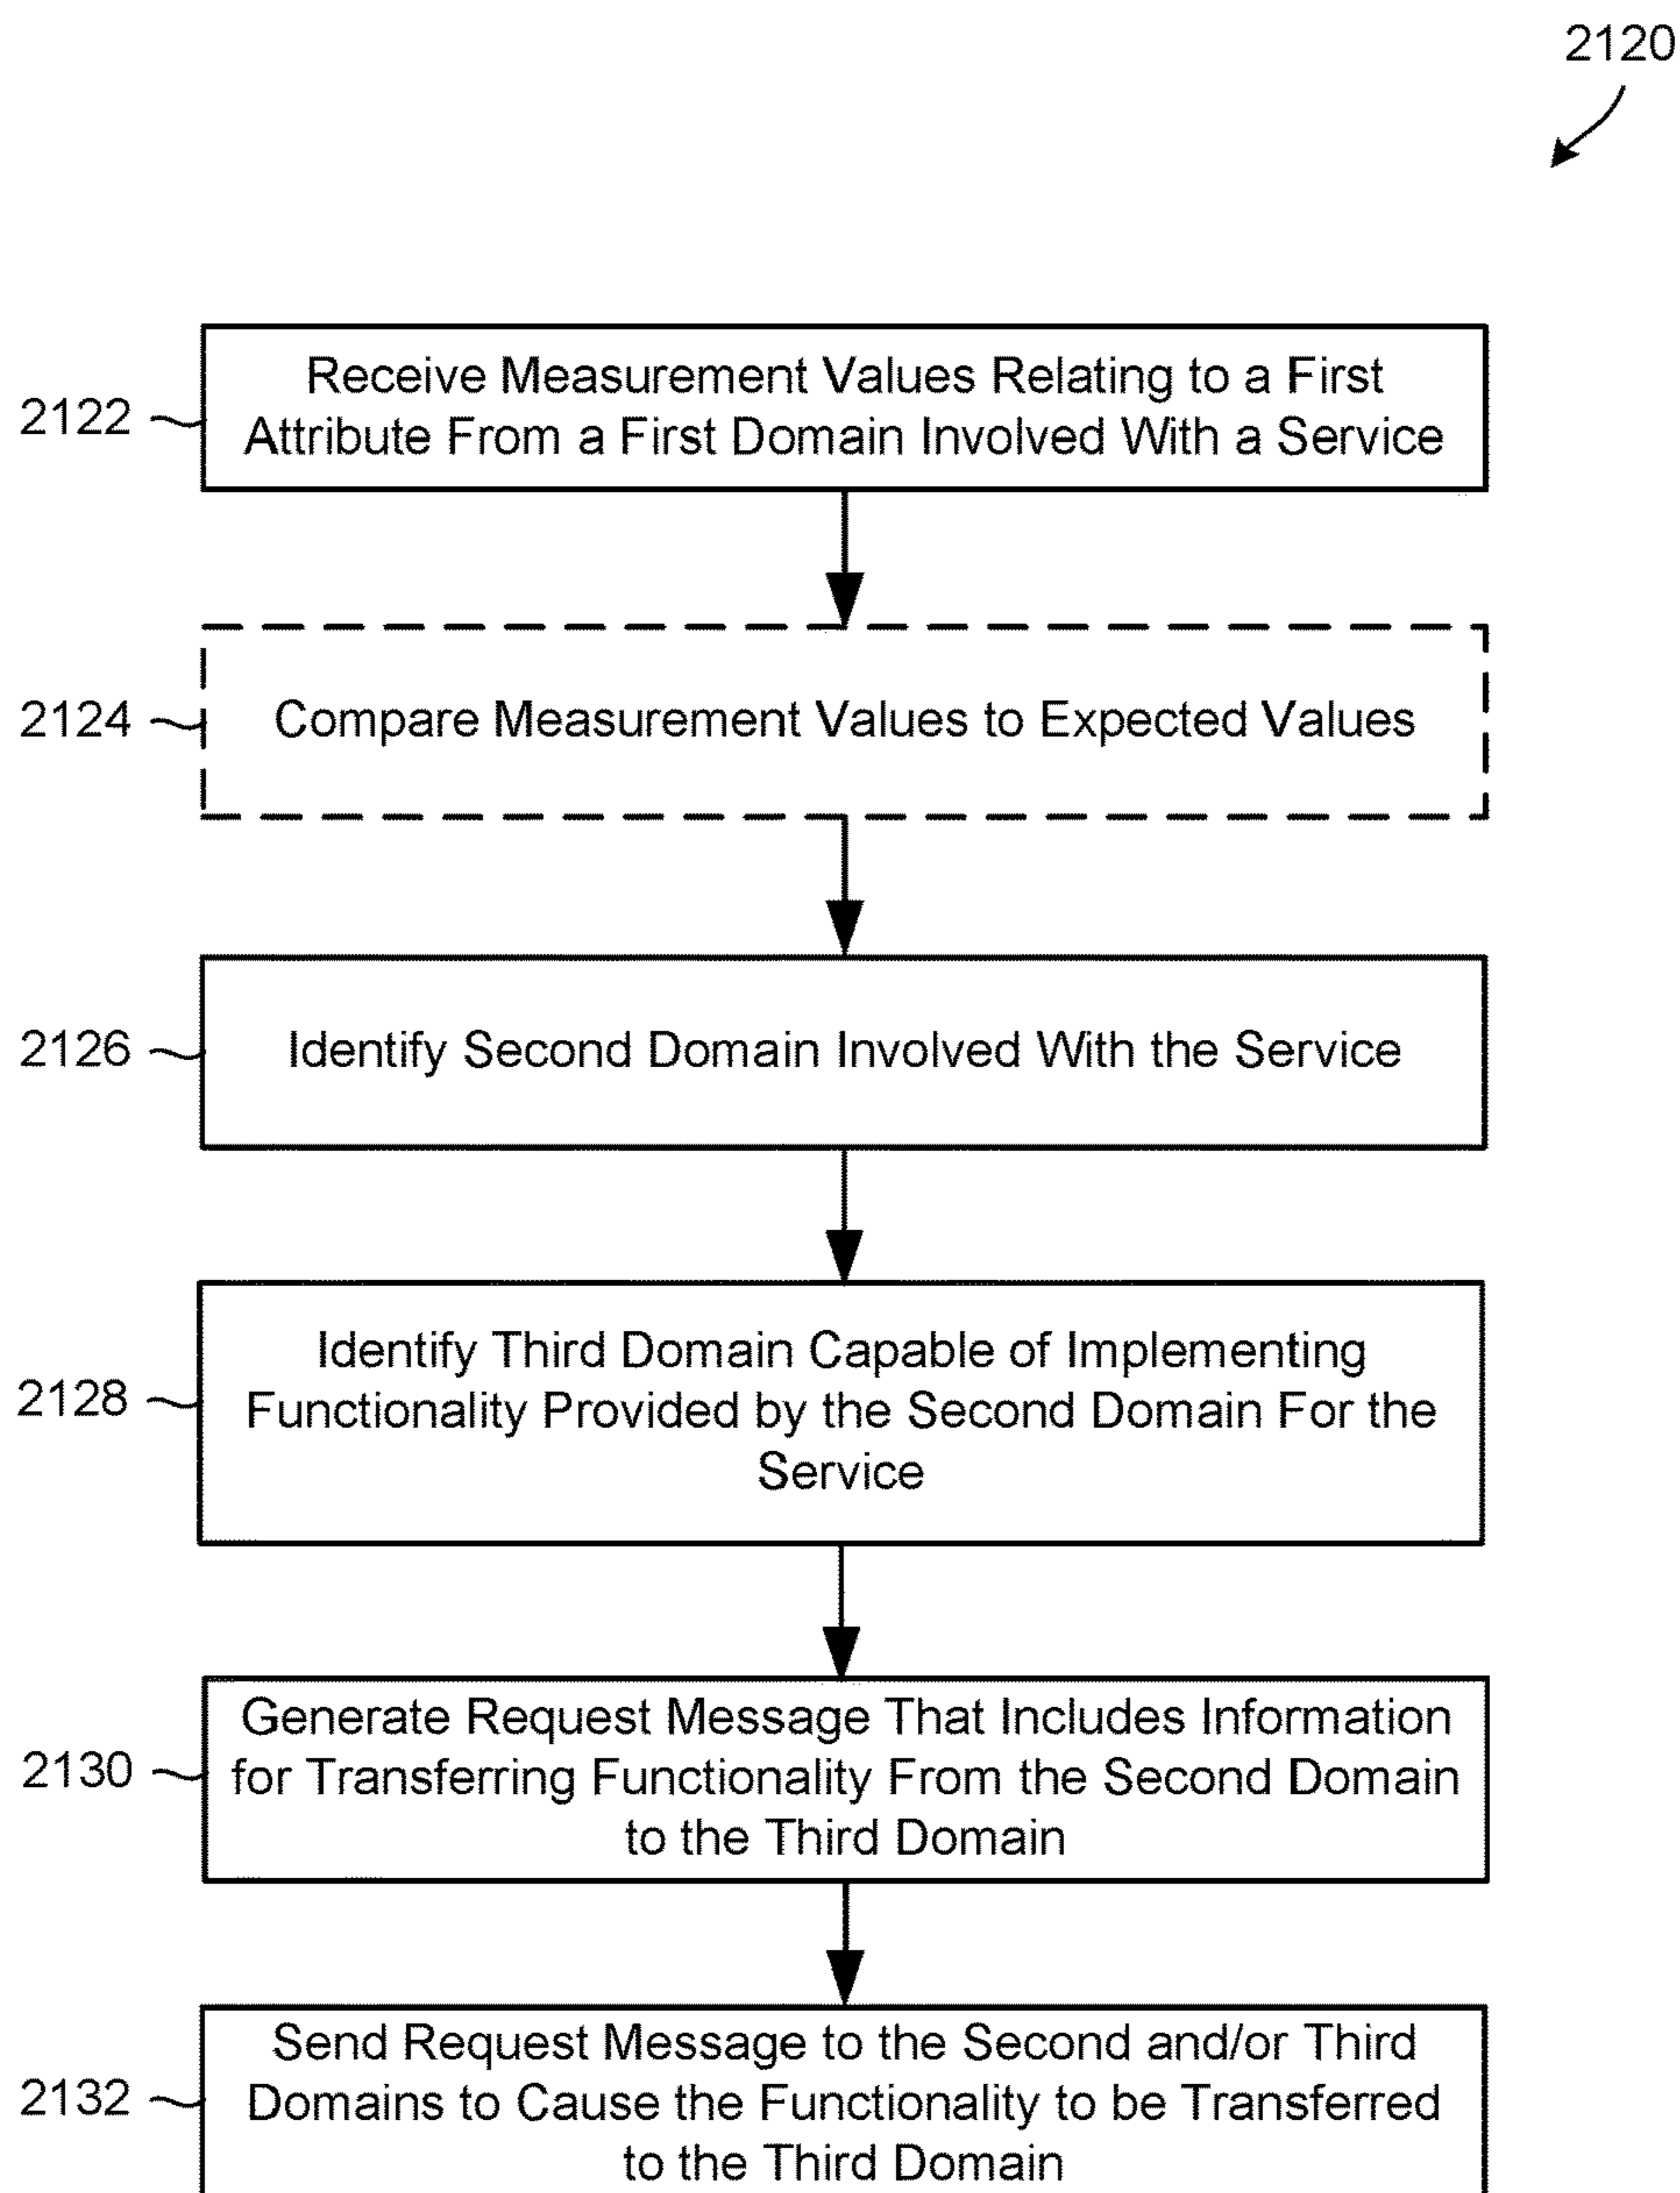 2120
2122
Receive Measurement Values Relating to a First
Attribute From a First Domain Involved With a Service
2124
Compare Measurement Values to Expected Values
2126
Identify Second Domain Involved With the Service
2128
Identify Third Domain Capable of Implementing
Functionality Provided by the Second Domain For the
Service
2130
Generate Request Message That Includes Information
for Transferring Functionality From the Second Domain
to the Third Domain
2132
Send Request Message to the Second and/or Third
Domains to Cause the Functionality to be Transferred
to the Third Domain